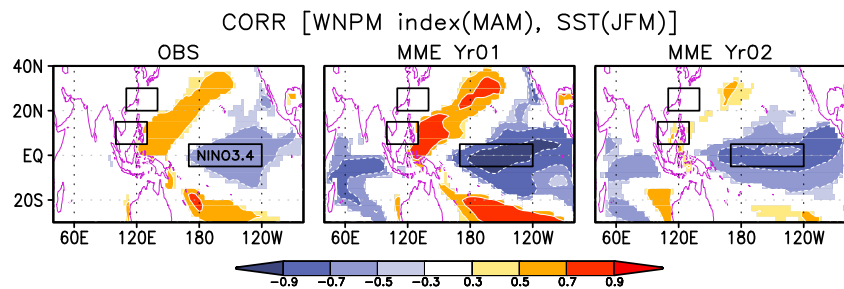 CORR [WNPM index(MAM), SST(JFM)]
OBS MME Yr01 MME Yr02
40N
20N
EQ
20S
NINO3.4
60E 120E 180 120W 60E 120E 180 120W 60E 120E 180 120W
-0.9 -0.7 -0.5 -0.3 0.3 0.5 0.7 0.9